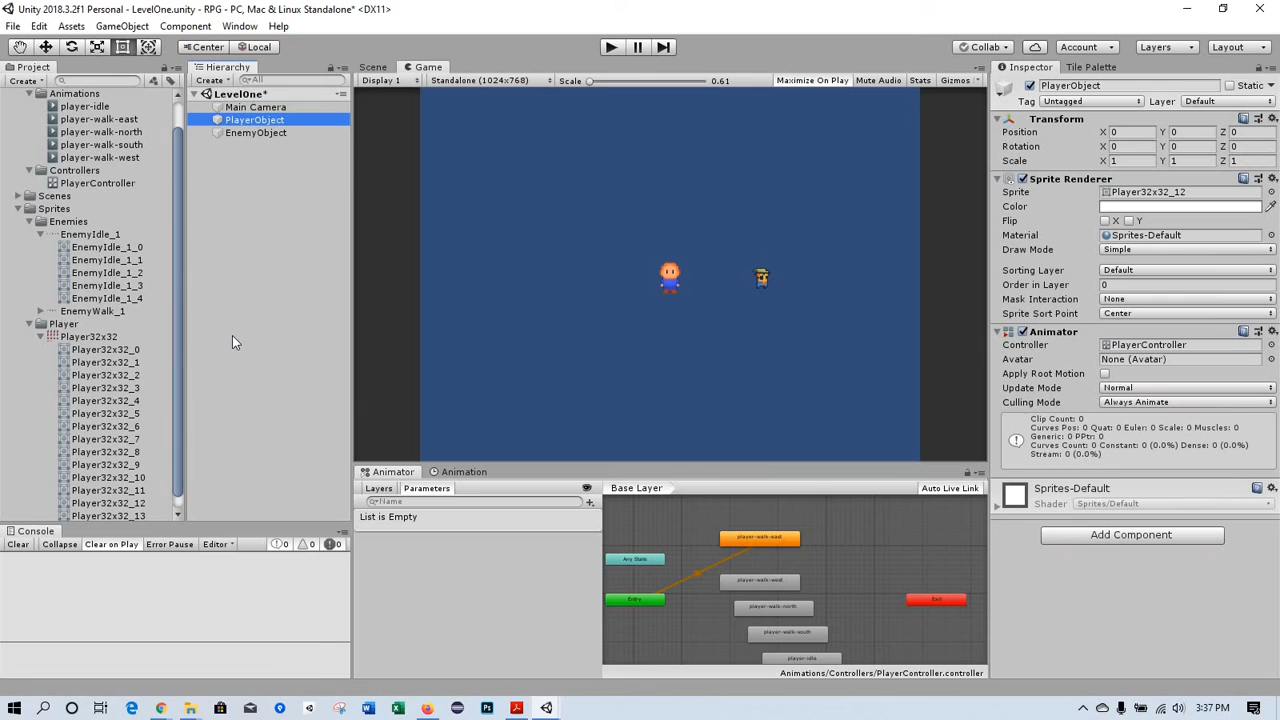 Unity 2018.3.2f1 Personal - LevelOne.unity - RPG - PC, Mac & Linux Standalone* <DX11>
File Edit Assets GameObject Component Window Help
Center Local Collab Account Layers Layout
Project
Create
Animations
player-idle
player-walk-east
player-walk-north
player-walk-south
player-walk-west
Controllers
PlayerController
Scenes
Sprites
Enemies
EnemyIdle_1
EnemyIdle_1_0
EnemyIdle_1_1
EnemyIdle_1_2
EnemyIdle_1_3
EnemyIdle_1_4
EnemyWalk_1
Player
Player32x32
Player32x32_0
Player32x32_1
Player32x32_2
Player32x32_3
Player32x32_4
Player32x32_5
Player32x32_6
Player32x32_7
Player32x32_8
Player32x32_9
Player32x32_10
Player32x32_11
Player32x32_12
Player32x32_13
Hierarchy
Create All
LevelOne*
Main Camera
PlayerObject
EnemyObject
Scene Game
Display 1 Standalone (1024x768) Scale 0.61 Maximize On Play Mute Audio Stats Gizmos
Inspector Tile Palette
PlayerObject Static
Tag Untagged Layer Default
Transform
Position X 0 Y 0 Z 0
Rotation X 0 Y 0 Z 0
Scale X 1 Y 1 Z 1
Sprite Renderer
Sprite Player32x32_12
Color
Flip X Y
Material Sprites-Default
Draw Mode Simple
Sorting Layer Default
Order in Layer 0
Mask Interaction None
Sprite Sort Point Center
Animator
Controller PlayerController
Avatar None (Avatar)
Apply Root Motion
Update Mode Normal
Culling Mode Always Animate
Clip Count: 0
Curves Pos: 0 Quat: 0 Euler: 0 Scale: 0 Muscles: 0
Generic: 0 PPtr: 0
Curves Count: 0 Constant: 0 (0.0%) Dense: 0 (0.0%)
Stream: 0 (0.0%)
Sprites-Default
Shader Sprites/Default
Add Component
Console
Clear Collapse Clear on Play Error Pause Editor 0 0 0
Animator Animation
Layers Parameters Base Layer Auto Live Link
Name
List is Empty
player-walk-east
Any State
player-walk-west
Entry
Exit
player-walk-north
player-walk-south
player-idle
Animations/Controllers/PlayerController.controller
3:37 PM